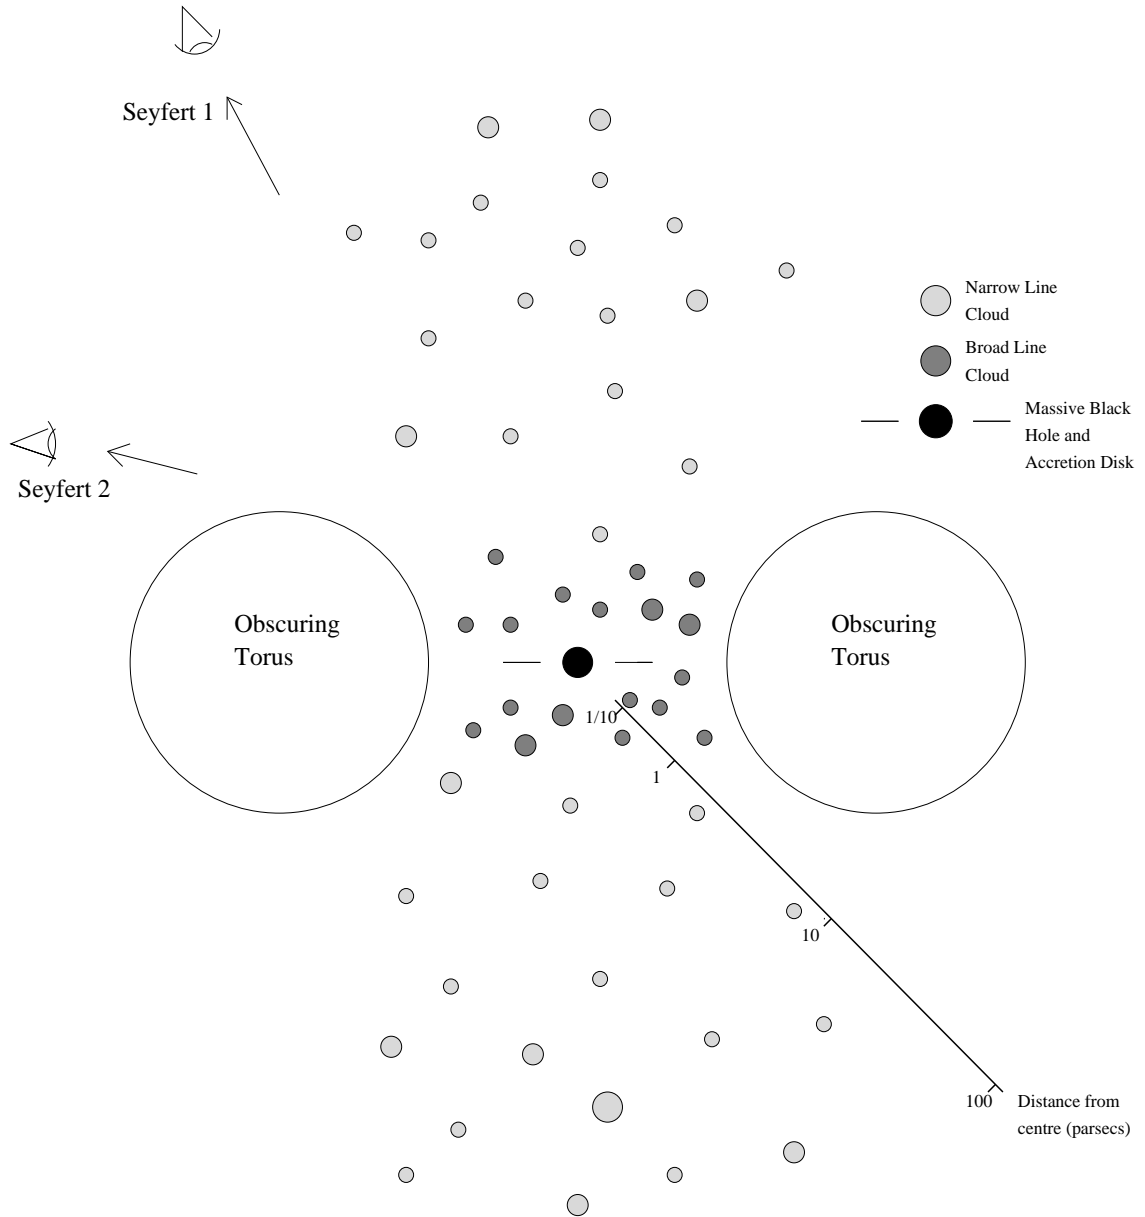 Seyfert 1
Narrow Line
Cloud
Broad Line
Cloud
Massive Black
Hole and
Accretion Disk
Seyfert 2
Obscuring
Torus
Obscuring
Torus
1/10
1
10
100
Distance from
centre (parsecs)